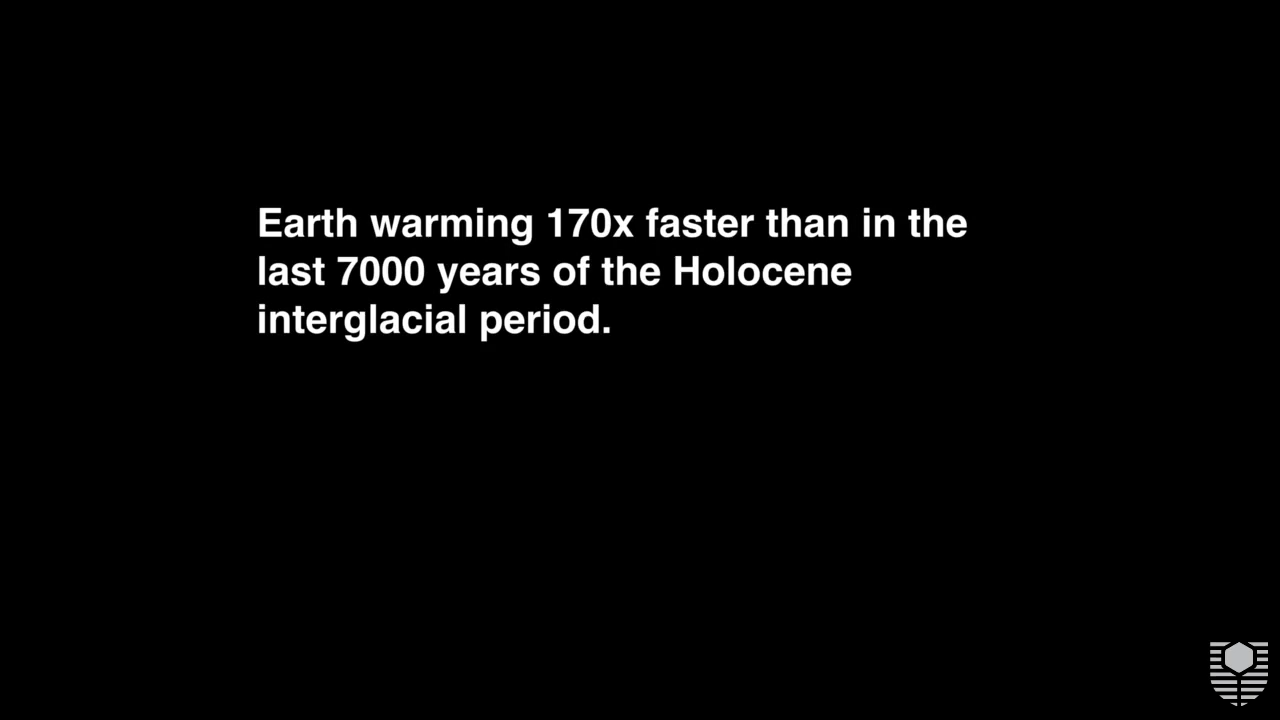 Earth warming 170x faster than in the
last 7000 years of the Holocene
interglacial period.